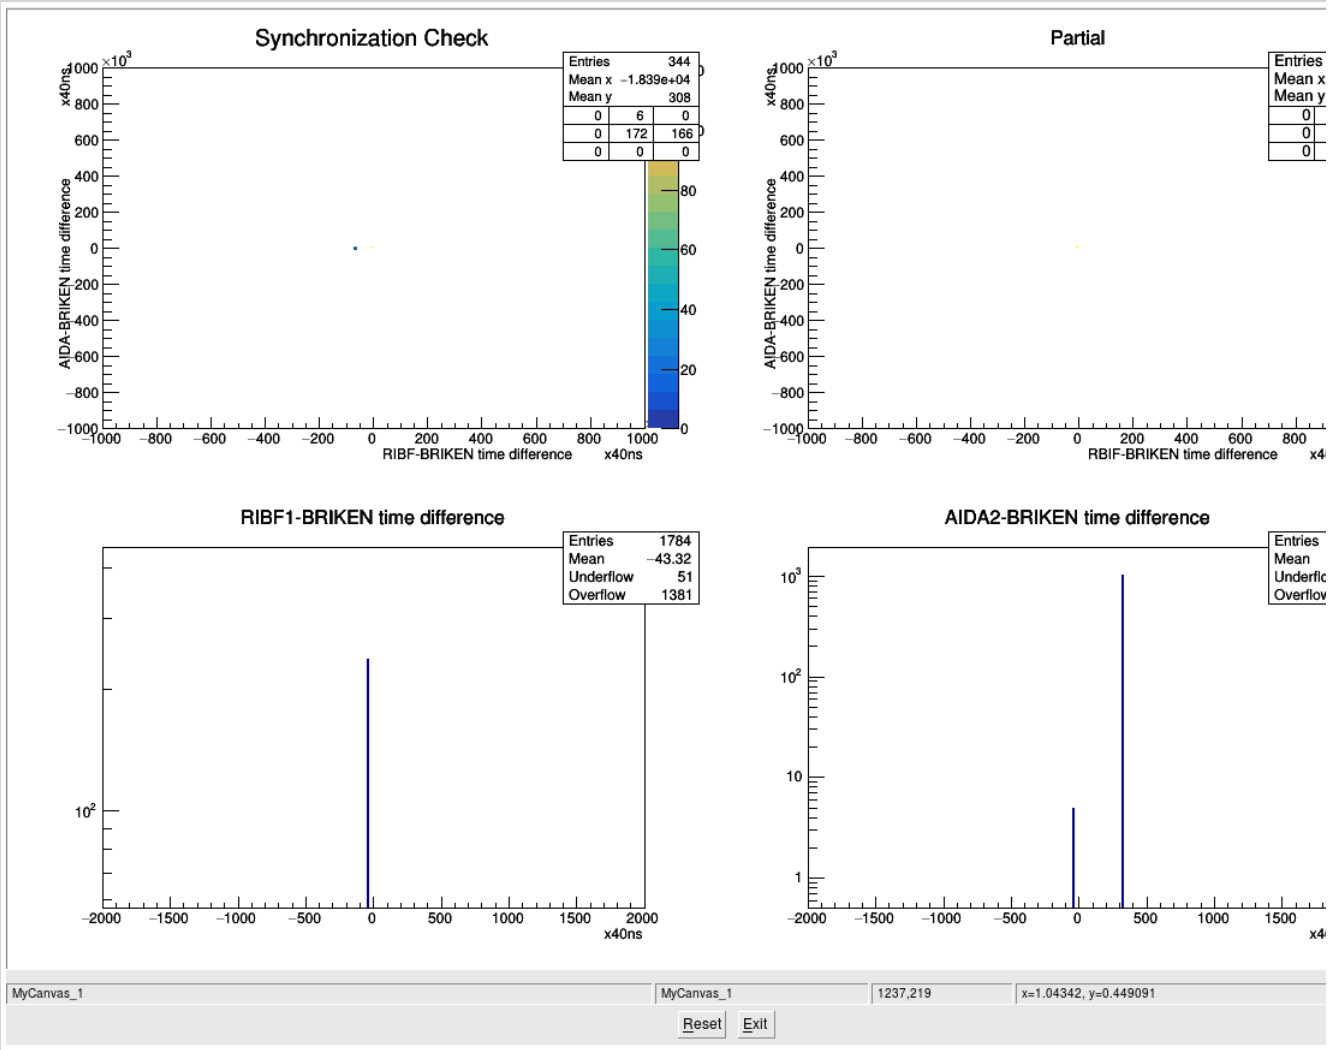 Synchronization Check
×10³
x40ns
1000
800
600
400
200
0
−200
−400
−600
−800
−1000
AIDA-BRIKEN time difference
Entries 344
Mean x −1.839e+04
Mean y 308
0 6 0
0 172 166
0 0 0
80
60
40
20
0
−1000 −800 −600 −400 −200 0 200 400 600 800 1000
RIBF-BRIKEN time difference x40ns
Partial
×10³
x40ns
1000
800
600
400
200
0
−200
−400
−600
−800
−1000
AIDA-BRIKEN time difference
Entries
Mean x
Mean y
0
0
0
−1000 −800 −600 −400 −200 0 200 400 600 800
RBIF-BRIKEN time difference x4
RIBF1-BRIKEN time difference
Entries 1784
Mean −43.32
Underflow 51
Overflow 1381
10²
−2000 −1500 −1000 −500 0 500 1000 1500 2000
x40ns
AIDA2-BRIKEN time difference
Entries
Mean
Underflo
Overflow
10³
10²
10
1
−2000 −1500 −1000 −500 0 500 1000 1500
x4
MyCanvas_1 MyCanvas_1 1237,219 x=1.04342, y=0.449091
Reset Exit